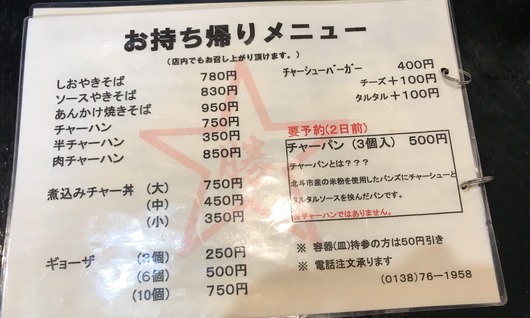 お持ち帰りメニュー
(店内でもお召し上がり頂けます。)
しおやきそば 780円
ソースやきそば 830円
あんかけ焼きそば 950円
チャーハン 750円
半チャーハン 350円
肉チャーハン 850円
煮込みチャー丼 (大) 750円
(中) 450円
(小) 350円
ギョーザ (3個) 250円
(6個) 500円
(10個) 750円
チャーシューバーガー 400円
チーズ+100円
タルタル+100円
要予約(2日前)
チャーパン (3個入) 500円
チャーパンとは???
北斗市産の米粉を使用したバンズにチャーシューと
タルタルソースを挟んだパンです。
※チャーハンではありません。
※ 容器(皿)持参の方は50円引き
※ 電話注文承ります
(0138)76-1958